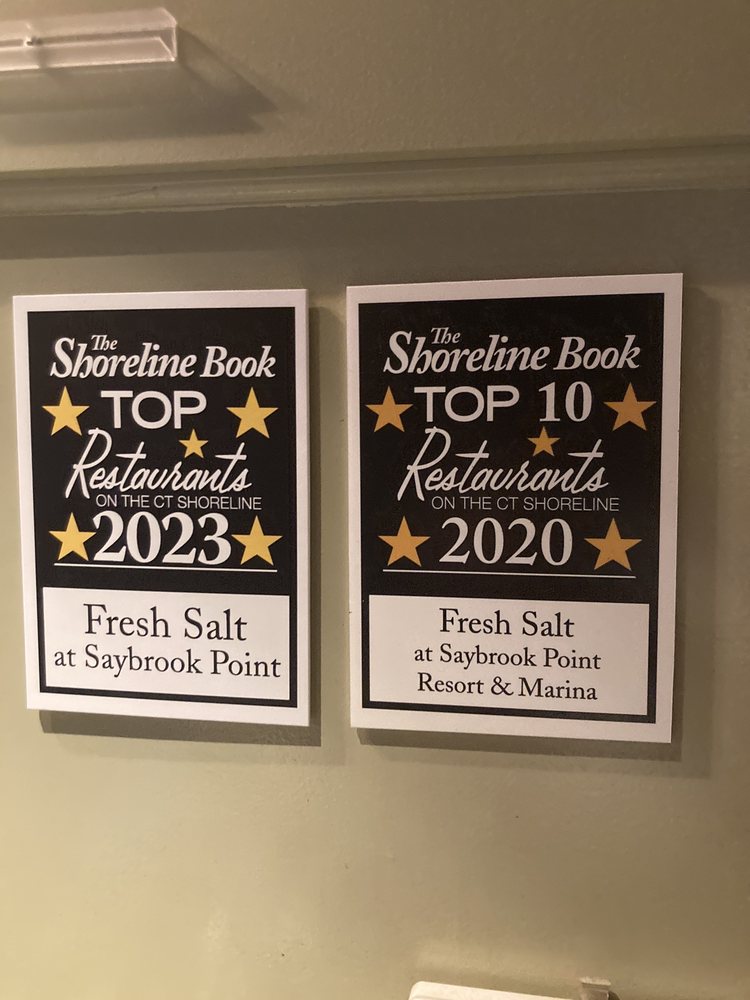 The
Shoreline Book
TOP
Restaurants
ON THE CT SHORELINE
2023
Fresh Salt
at Saybrook Point
The
Shoreline Book
TOP 10
Restaurants
ON THE CT SHORELINE
2020
Fresh Salt
at Saybrook Point
Resort & Marina